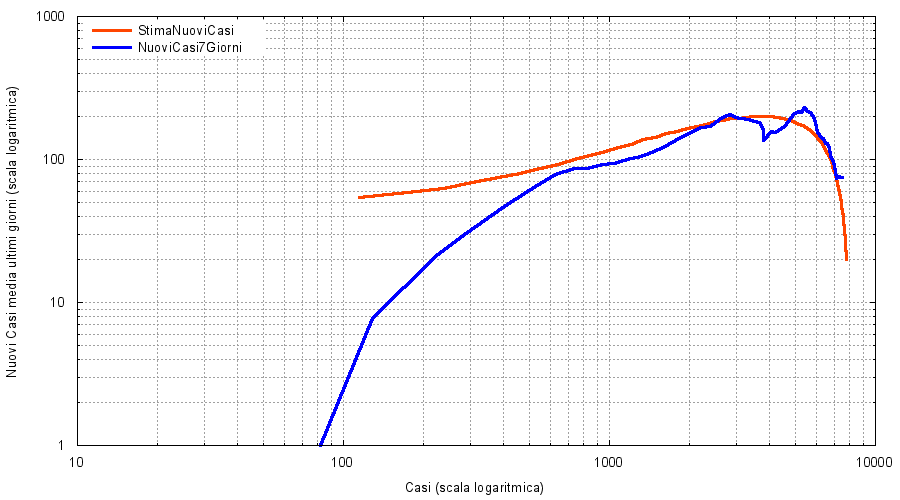 1000
StimaNuoviCasi
NuoviCasi7Giorni
100
10
1
10
100
1000
10000
Nuovi Casi media ultimi giorni (scala logaritmica)
Casi (scala logaritmica)